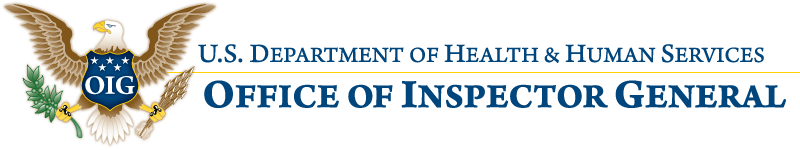 OIG
U.S. Department of Health & Human Services
Office of Inspector General